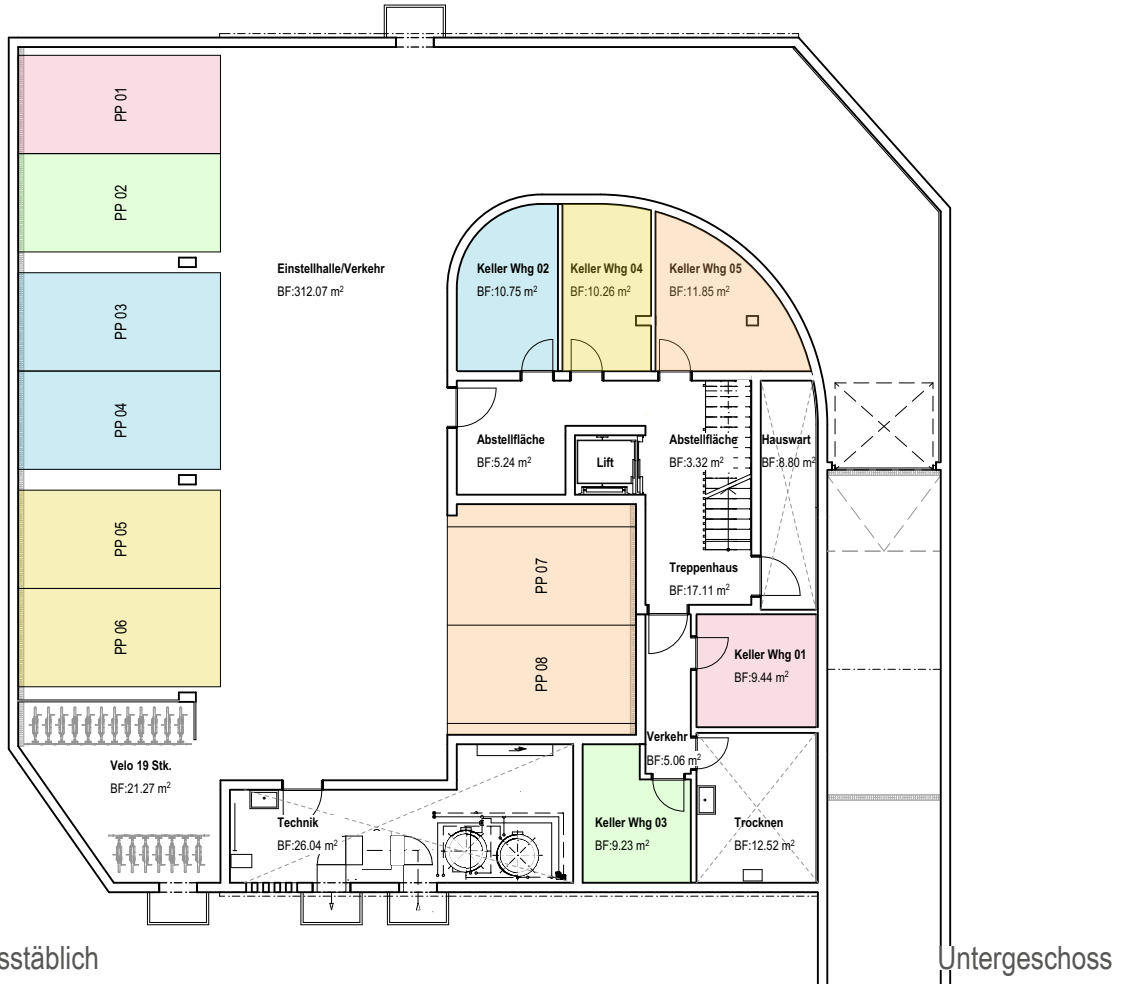 PP 01
PP 02
PP 03
PP 04
PP 05
PP 06
Einstellhalle/Verkehr
BF:312.07 m²
Keller Whg 02
BF:10.75 m²
Keller Whg 04
BF:10.26 m²
Keller Whg 05
BF:11.85 m²
Abstellfläche
BF:5.24 m²
Lift
Abstellfläche
BF:3.32 m²
Hauswart
BF:8.80 m²
PP 07
PP 08
Treppenhaus
BF:17.11 m²
Keller Whg 01
BF:9.44 m²
Verkehr
BF:5.06 m²
Velo 19 Stk.
BF:21.27 m²
Technik
BF:26.04 m²
Keller Whg 03
BF:9.23 m²
Trocknen
BF:12.52 m²
sstäblich
Untergeschoss